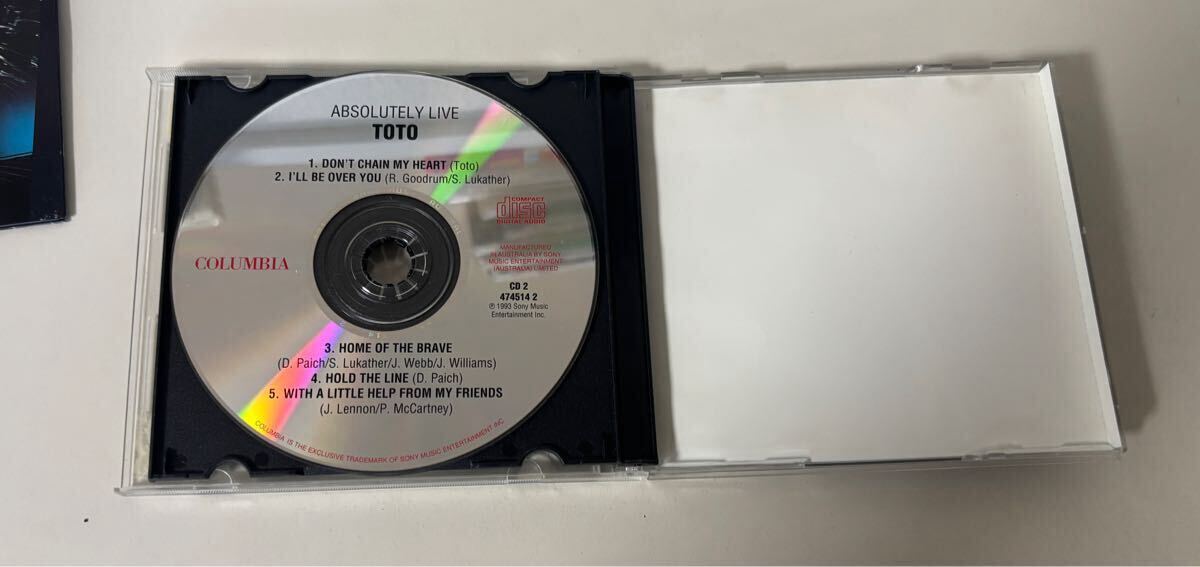 ABSOLUTELY LIVE
TOTO
1. DON'T CHAIN MY HEART (Toto)
2. I'LL BE OVER YOU (R. Goodrum/S. Lukather)
COMPACT
disc
DIGITAL AUDIO
COLUMBIA
MANUFACTURED
IN AUSTRALIA BY SONY
MUSIC ENTERTAINMENT
(AUSTRALIA) LIMITED
CD 2
474514 2
℗ 1993 Sony Music
Entertainment Inc.
3. HOME OF THE BRAVE
(D. Paich/S. Lukather/J. Webb/J. Williams)
4. HOLD THE LINE (D. Paich)
5. WITH A LITTLE HELP FROM MY FRIENDS
(J. Lennon/P. McCartney)
COLUMBIA IS THE EXCLUSIVE TRADEMARK OF SONY MUSIC ENTERTAINMENT INC.